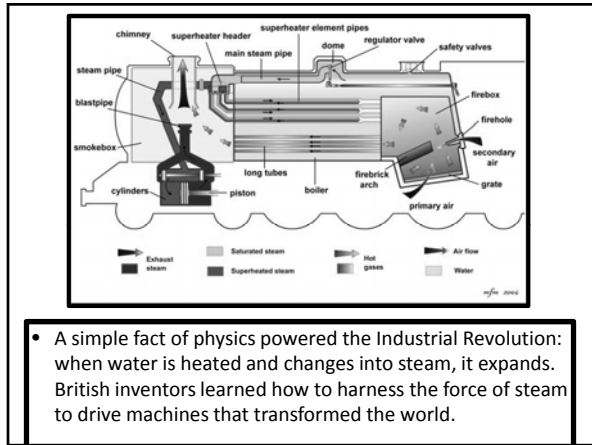 superheater element pipes
chimney
superheater header
regulator valve
main steam pipe
dome
safety valves
steam pipe
firebox
blastpipe
firehole
smokebox
secondary
air
long tubes
firebrick
arch
cylinders
piston
boiler
grate
primary air
Exhaust
steam
Saturated steam
Superheated steam
Hot
gases
Air flow
Water
mfm 2006
• A simple fact of physics powered the Industrial Revolution:
when water is heated and changes into steam, it expands.
British inventors learned how to harness the force of steam
to drive machines that transformed the world.